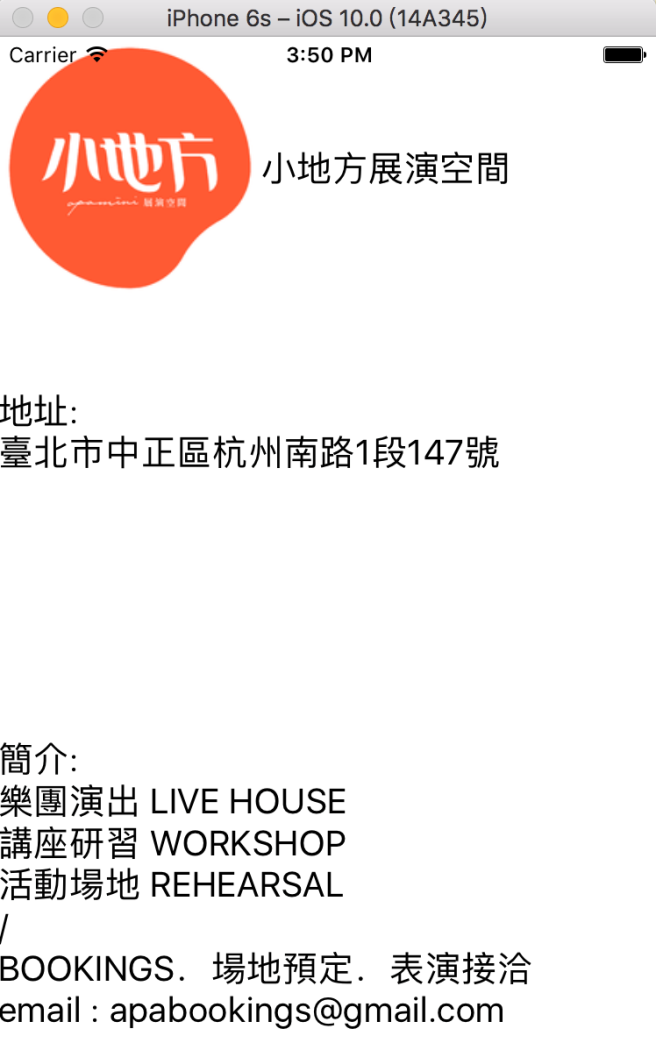 iPhone 6s – iOS 10.0 (14A345)
Carrier 3:50 PM
小地方
apamini 展演空間
小地方展演空間
地址:
臺北市中正區杭州南路1段147號
簡介:
樂團演出 LIVE HOUSE
講座研習 WORKSHOP
活動場地 REHEARSAL
/
BOOKINGS．場地預定．表演接洽
email : apabookings@gmail.com